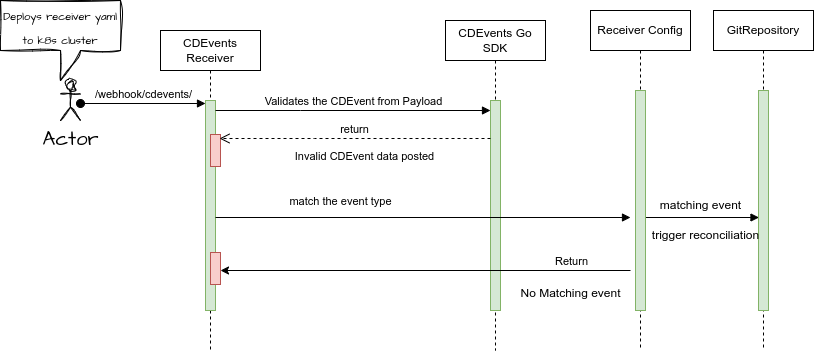 Deploys receiver yaml
to k8s cluster
CDEvents
Receiver
CDEvents Go
SDK
Receiver Config
GitRepository
/webhook/cdevents/
Validates the CDEvent from Payload
Actor
return
Invalid CDEvent data posted
match the event type
matching event
trigger reconciliation
Return
No Matching event